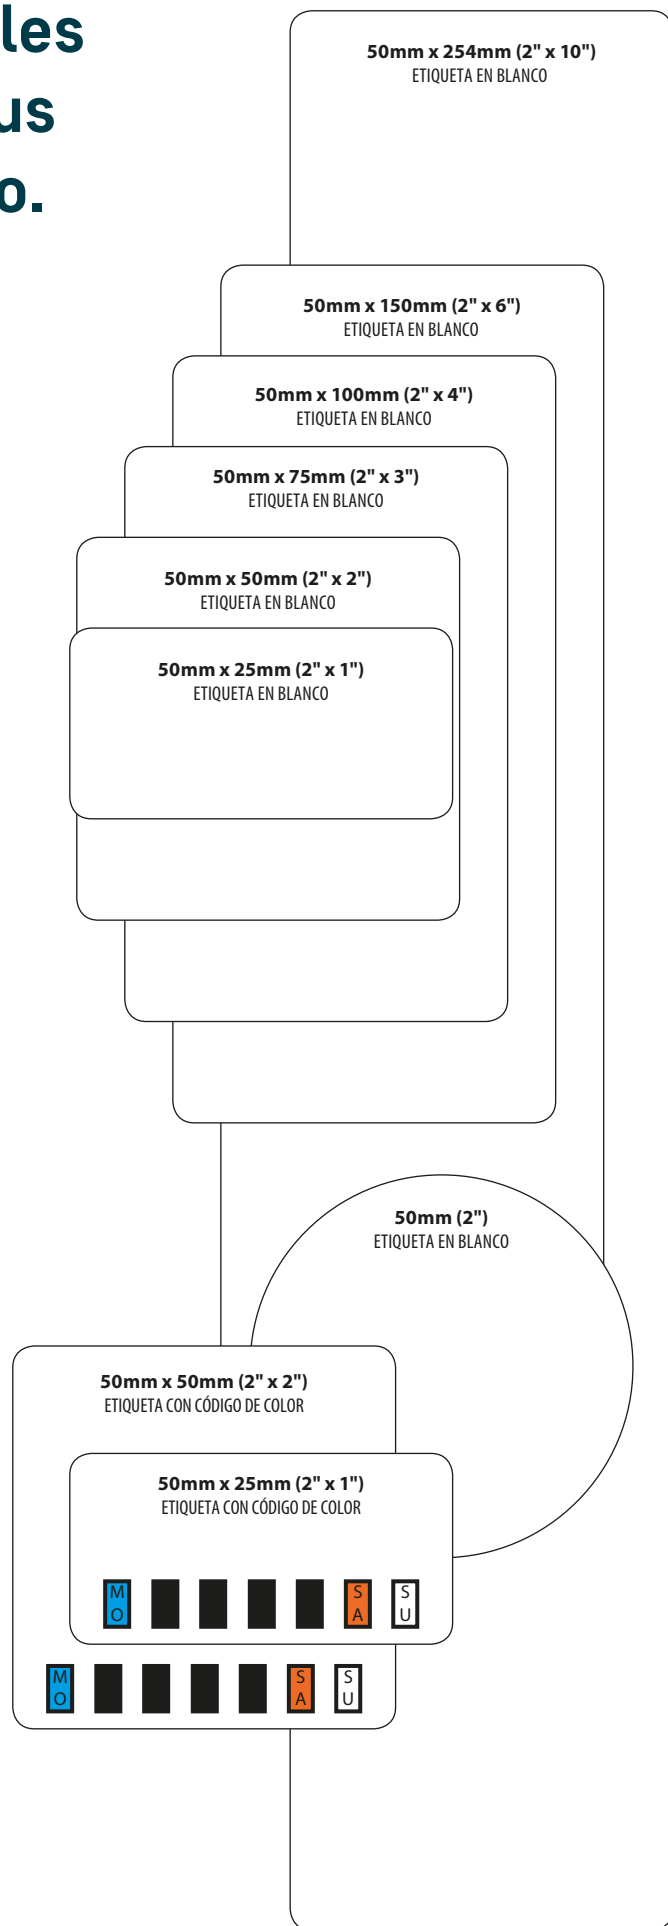 les
us
o.
50mm x 254mm (2" x 10")
ETIQUETA EN BLANCO
50mm x 150mm (2" x 6")
ETIQUETA EN BLANCO
50mm x 100mm (2" x 4")
ETIQUETA EN BLANCO
50mm x 75mm (2" x 3")
ETIQUETA EN BLANCO
50mm x 50mm (2" x 2")
ETIQUETA EN BLANCO
50mm x 25mm (2" x 1")
ETIQUETA EN BLANCO
50mm (2")
ETIQUETA EN BLANCO
50mm x 50mm (2" x 2")
ETIQUETA CON CÓDIGO DE COLOR
50mm x 25mm (2" x 1")
ETIQUETA CON CÓDIGO DE COLOR
MO SA SU
MO SA SU